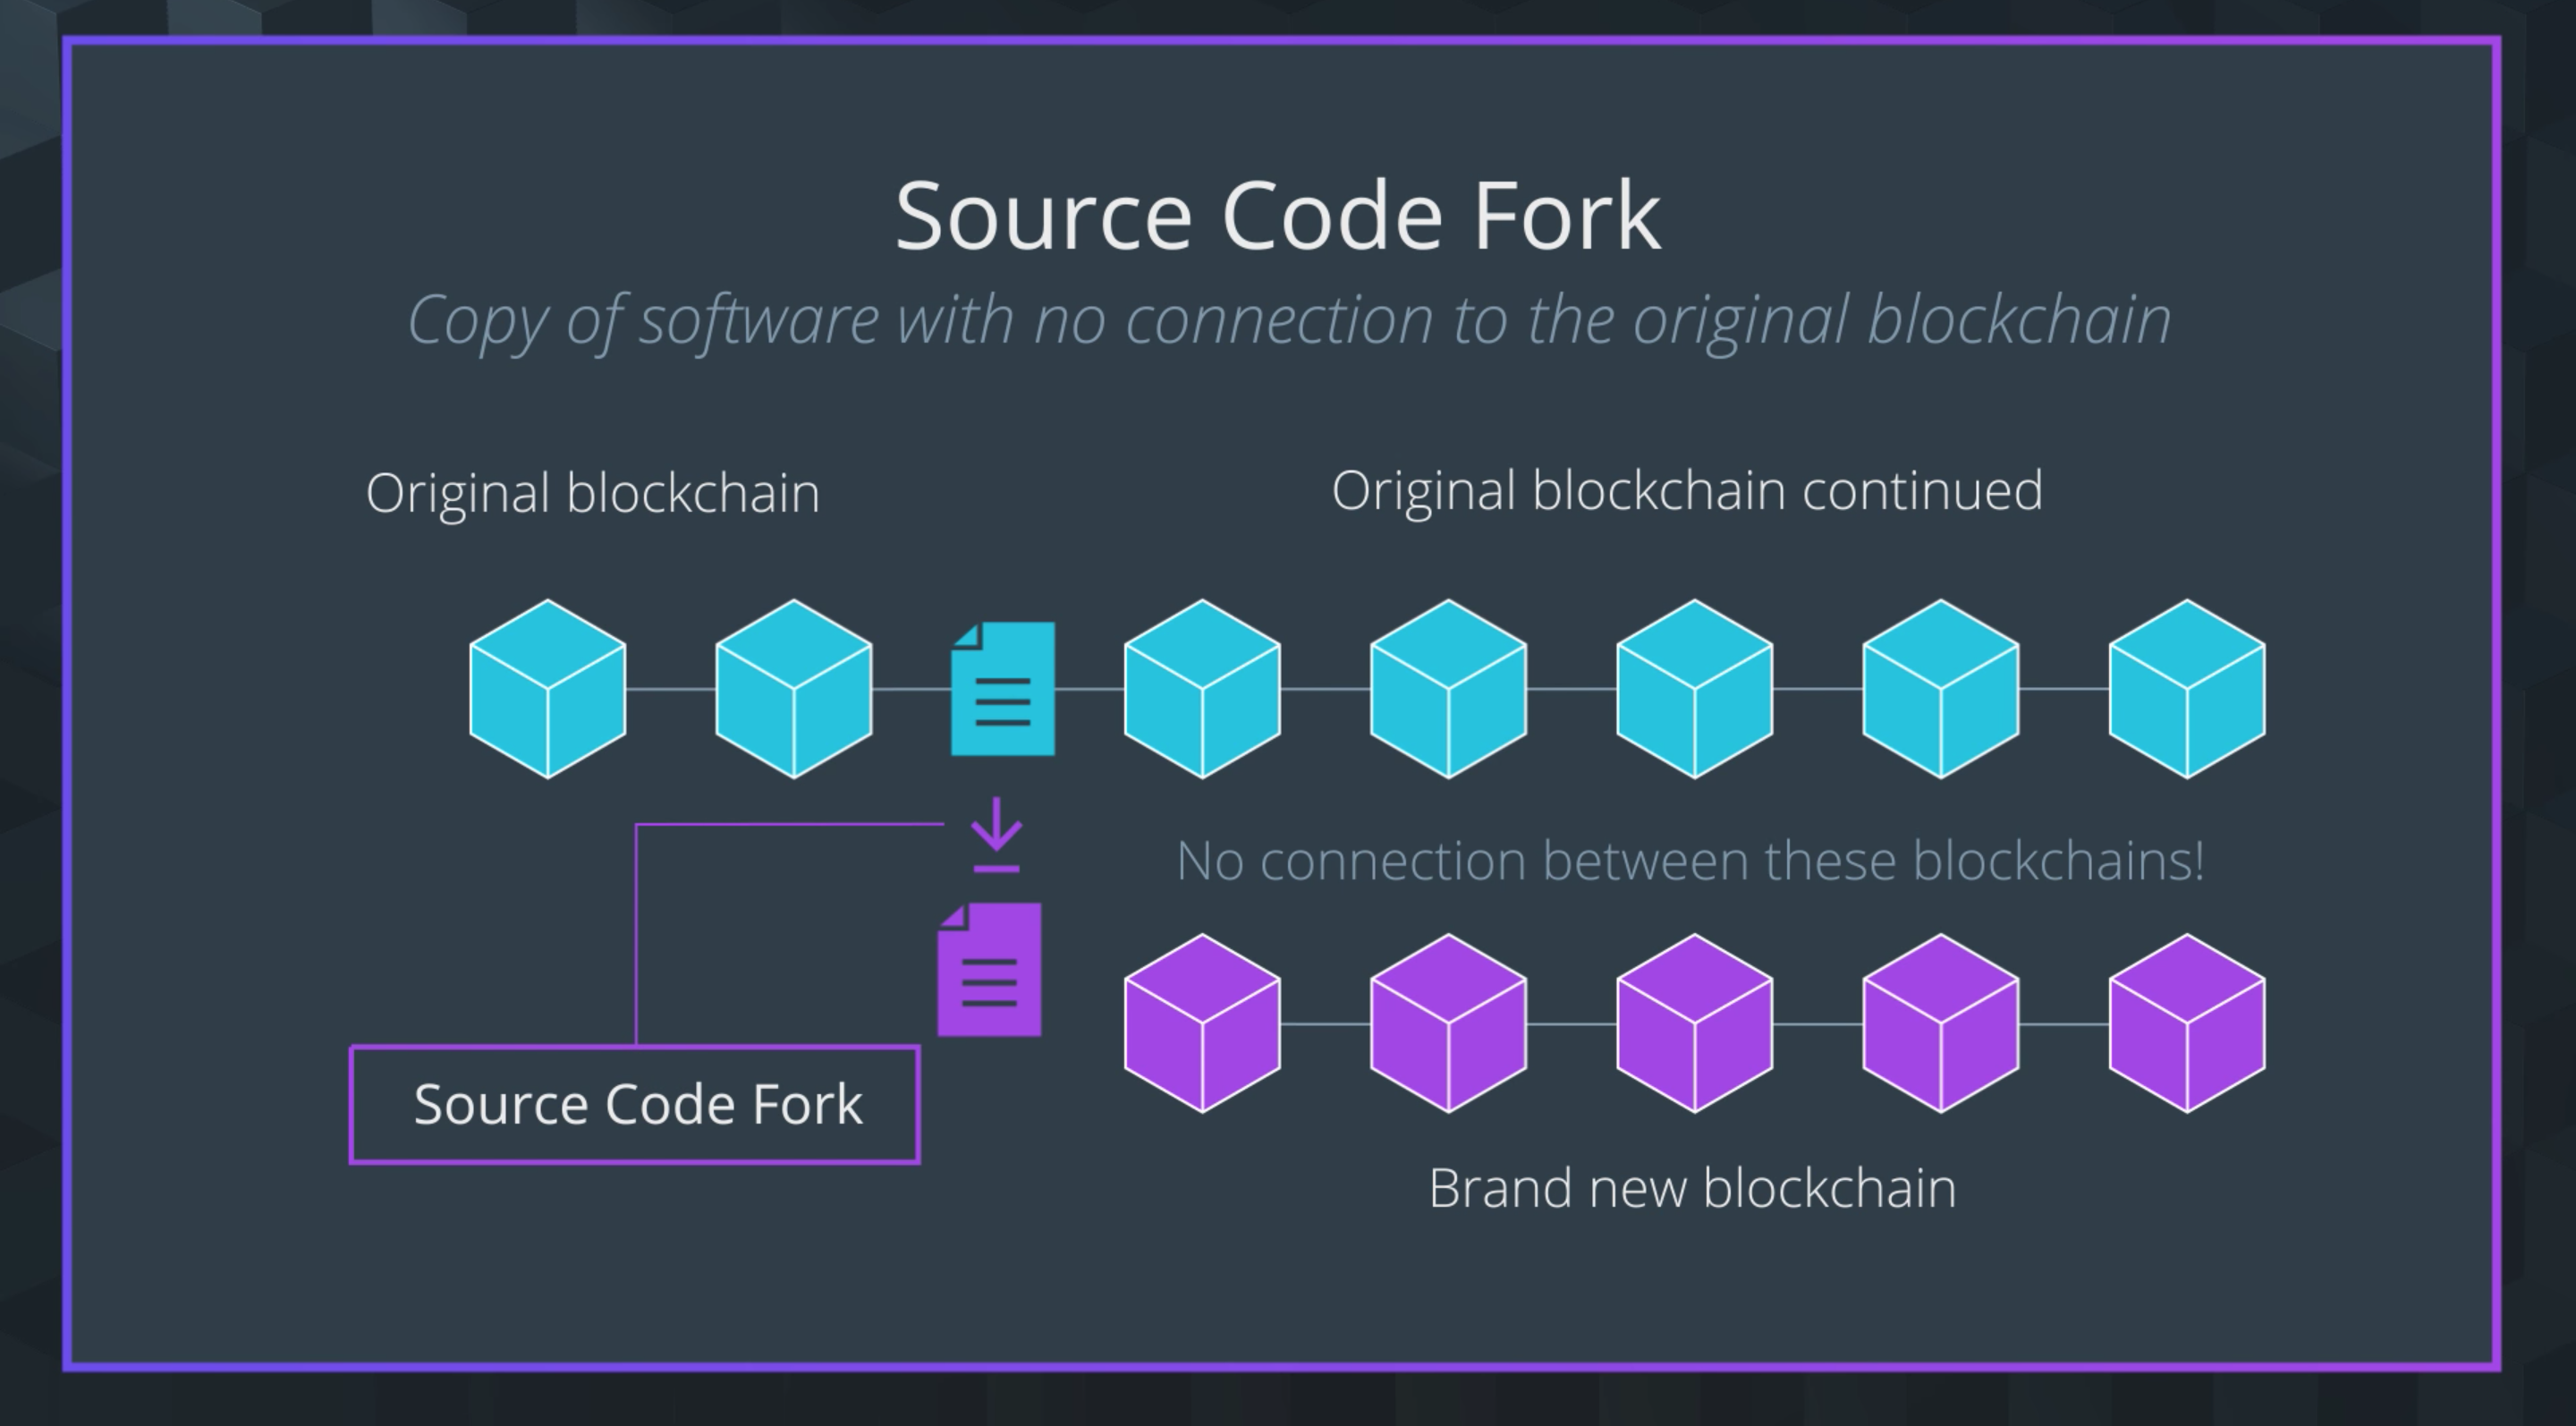 Source Code Fork
Copy of software with no connection to the original blockchain
Original blockchain
Original blockchain continued
No connection between these blockchains!
Source Code Fork
Brand new blockchain